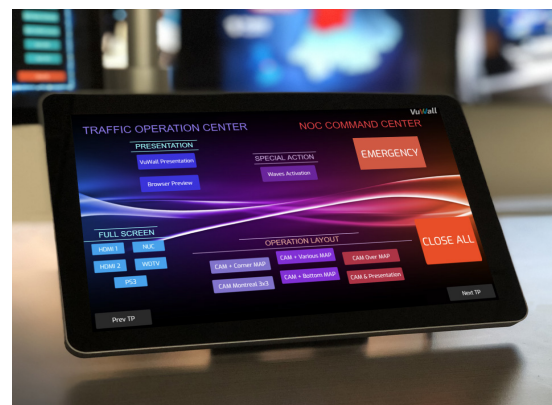 VuWall
TRAFFIC OPERATION CENTER
NOC COMMAND CENTER
PRESENTATION
VuWall Presentation
Browser Preview
SPECIAL ACTION
Waves Activation
EMERGENCY
FULL SCREEN
HDMI 1
NUC
HDMI 2
WDTV
PS3
OPERATION LAYOUT
CAM + Corner MAP
CAM + Various MAP
CAM Over MAP
CAM Montreal 3x3
CAM + Bottom MAP
CAM & Presentation
CLOSE ALL
Prev TP
Next TP